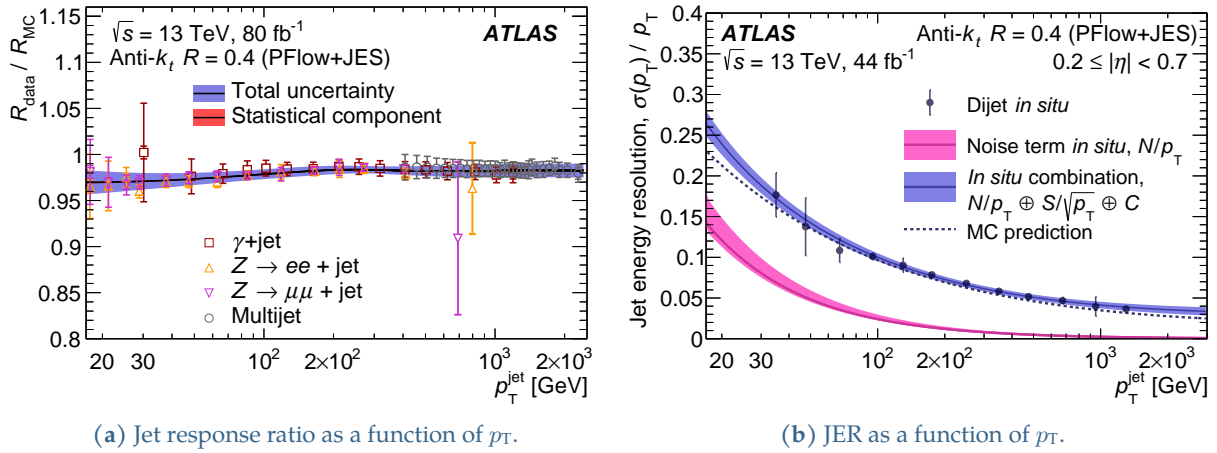 √s = 13 TeV, 80 fb⁻¹
ATLAS
Anti-kₜ R = 0.4 (PFlow+JES)
Total uncertainty
Statistical component
γ+jet
Z → ee + jet
Z → μμ + jet
Multijet
R_data / R_MC
1.15
1.1
1.05
1
0.95
0.9
0.85
0.8
20 30 10² 2×10² 10³ 2×10³
p_T^jet [GeV]
(a) Jet response ratio as a function of p_T.
ATLAS
√s = 13 TeV, 44 fb⁻¹
Anti-kₜ R = 0.4 (PFlow+JES)
0.2 ≤ |η| < 0.7
Dijet in situ
Noise term in situ, N/p_T
In situ combination,
N/p_T ⊕ S/√p_T ⊕ C
MC prediction
Jet energy resolution, σ(p_T) / p_T
0.4
0.35
0.3
0.25
0.2
0.15
0.1
0.05
0
20 30 10² 2×10² 10³ 2×10³
p_T^jet [GeV]
(b) JER as a function of p_T.